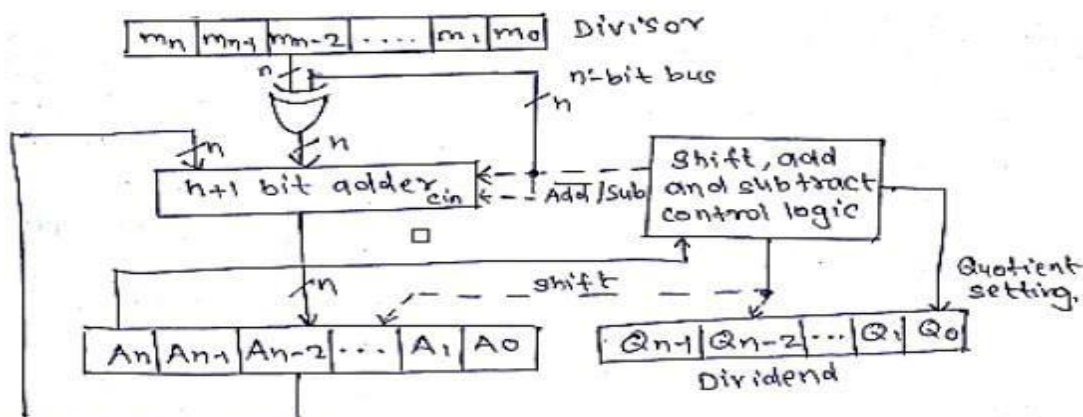 mn mn-1 mn-2 .... m1 m0 Divisor
n
n-bit bus
n
n
n
n+1 bit adder
cin
Add/Sub
Shift, add
and subtract
control logic
n
Shift
Quotient
setting.
An An-1 An-2 ... A1 A0
Qn-1 Qn-2 ... Q1 Q0
Dividend